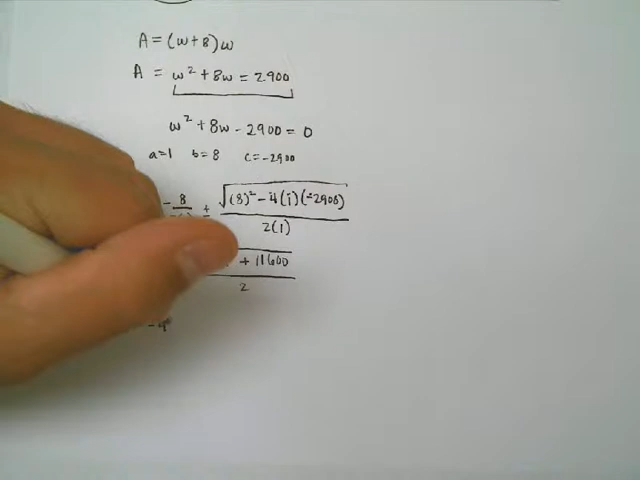 A = (w+8)w
A = w² + 8w = 2900
w² + 8w - 2900 = 0
a=1 b=8 c=-2900
- 8 ± √(8)² - 4(1)(-2900)
2(1)
+ 11600
2
-4